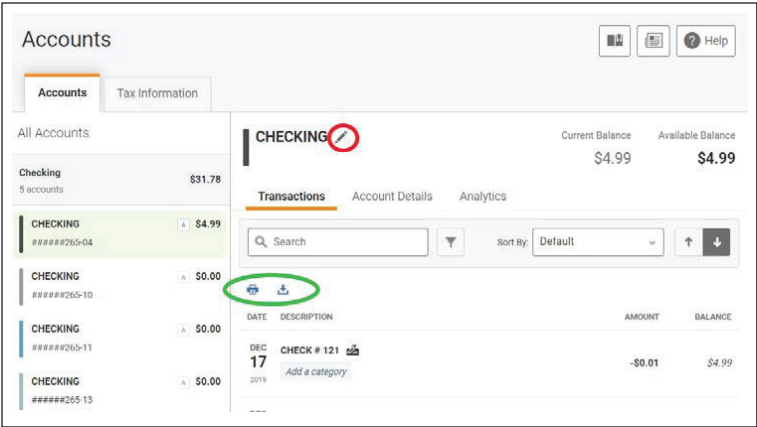 Accounts
Help
Accounts
Tax Information
All Accounts
Checking
$31.78
5 accounts
CHECKING
A
$4.99
######265-04
CHECKING
A
$0.00
######265-10
CHECKING
A
$0.00
######265-11
CHECKING
A
$0.00
######265-13
CHECKING
Current Balance
Available Balance
$4.99
$4.99
Transactions
Account Details
Analytics
Search
Sort By:
Default
DATE
DESCRIPTION
AMOUNT
BALANCE
DEC
17
2019
CHECK # 121
Add a category
-$0.01
$4.99